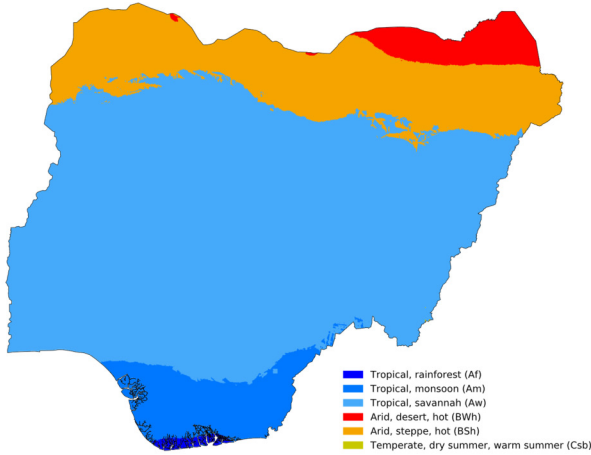 Tropical, rainforest (Af)
Tropical, monsoon (Am)
Tropical, savannah (Aw)
Arid, desert, hot (BWh)
Arid, steppe, hot (BSh)
Temperate, dry summer, warm summer (Csb)